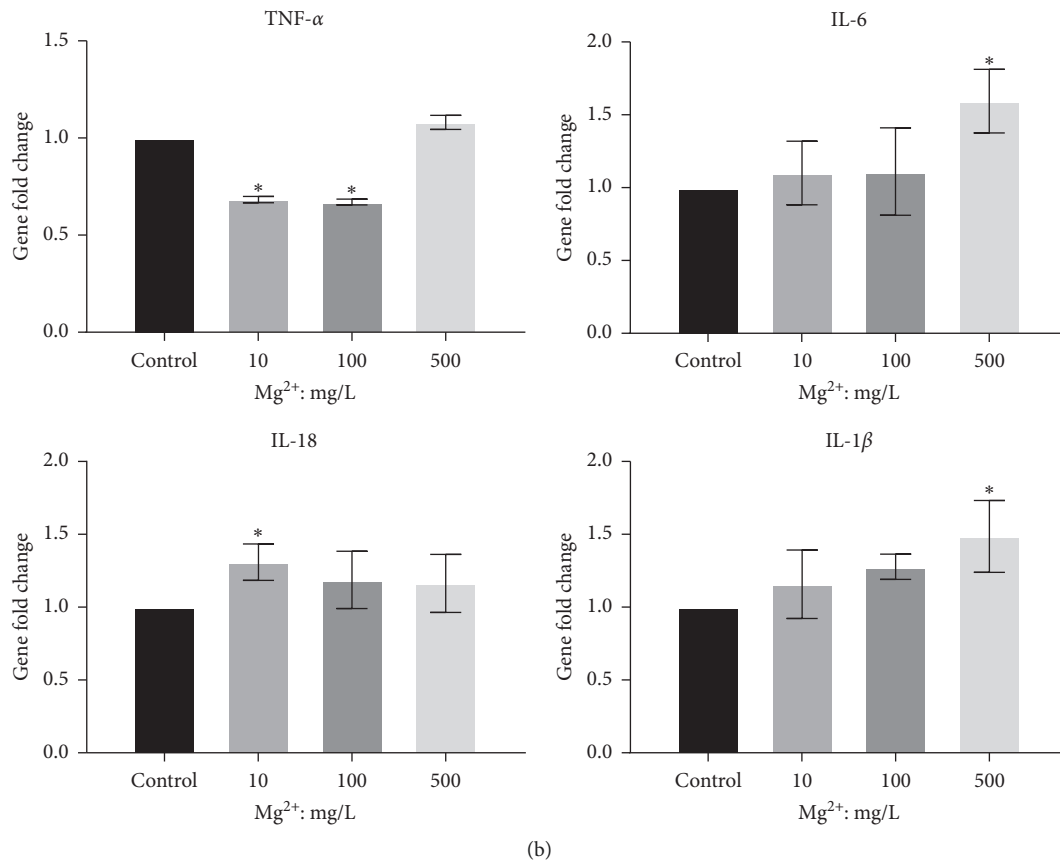 TNF-α
Gene fold change
1.5
1.0
0.5
0.0
*
*
Control 10 100 500
Mg²⁺: mg/L
IL-6
Gene fold change
2.0
1.5
1.0
0.5
0.0
*
Control 10 100 500
Mg²⁺: mg/L
IL-18
Gene fold change
2.0
1.5
1.0
0.5
0.0
*
Control 10 100 500
Mg²⁺: mg/L
IL-1β
Gene fold change
2.0
1.5
1.0
0.5
0.0
*
Control 10 100 500
Mg²⁺: mg/L
(b)